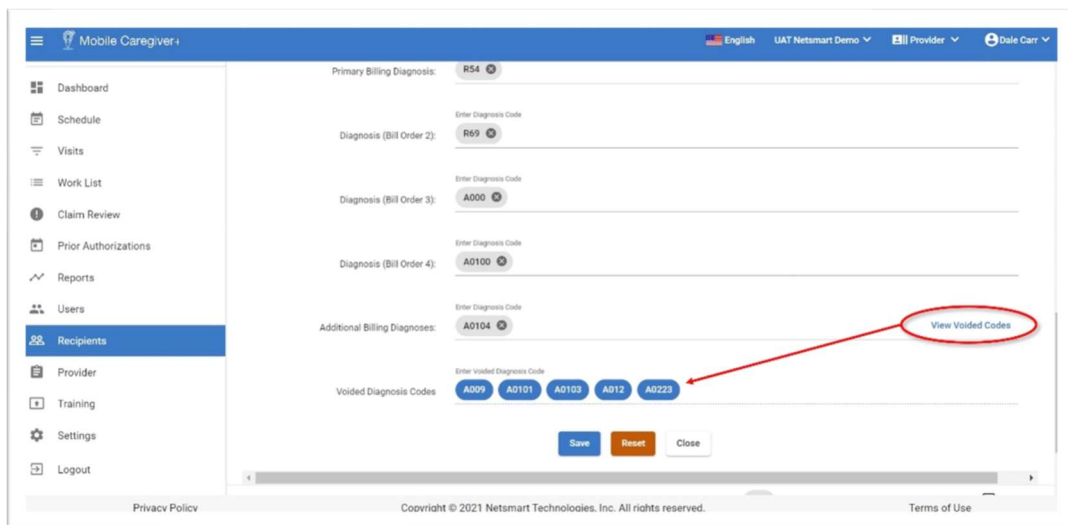 Mobile Caregiver+
English
UAT Netsmart Demo
Provider
Dale Carr
Dashboard
Schedule
Visits
Work List
Claim Review
Prior Authorizations
Reports
Users
Recipients
Provider
Training
Settings
Logout
Primary Billing Diagnosis:
R54
Enter Diagnosis Code
Diagnosis (Bill Order 2):
R69
Enter Diagnosis Code
Diagnosis (Bill Order 3):
A000
Enter Diagnosis Code
Diagnosis (Bill Order 4):
A0100
Enter Diagnosis Code
Additional Billing Diagnoses:
A0104
View Voided Codes
Enter Voided Diagnosis Code
Voided Diagnosis Codes
A009 A0101 A0103 A012 A0223
Save Reset Close
Privacy Policy
Copyright © 2021 Netsmart Technologies, Inc. All rights reserved.
Terms of Use